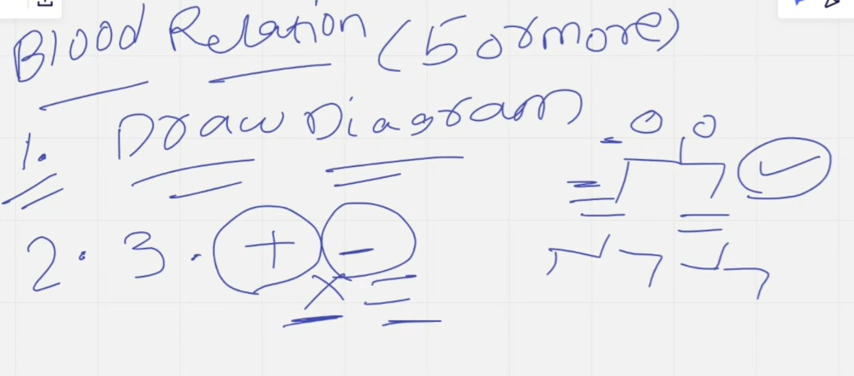 Blood Relation (5 or more)
1. Draw Diagram
2. 3. + -
× =